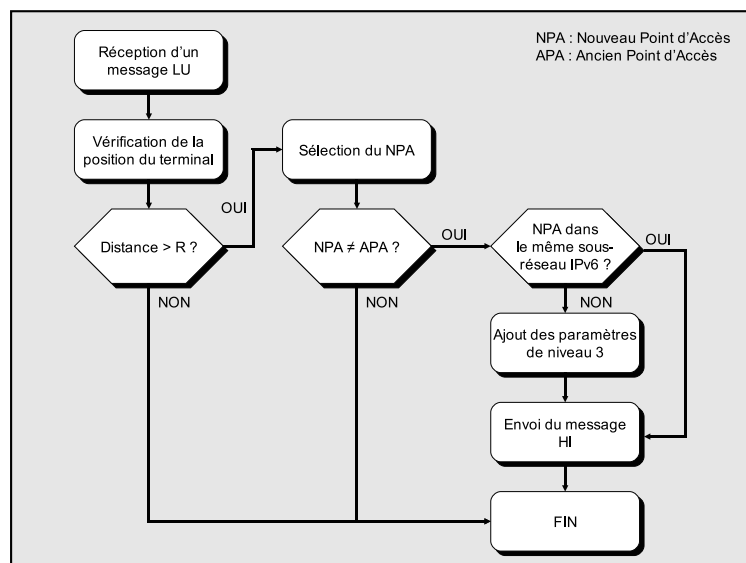 NPA : Nouveau Point d'Accès
APA : Ancien Point d'Accès
Réception d'un
message LU
Vérification de la
position du terminal
Sélection du NPA
OUI
Distance > R ?
NPA ≠ APA ?
OUI
NPA dans
le même sous-
réseau IPv6 ?
OUI
NON
NON
NON
Ajout des paramètres
de niveau 3
Envoi du message
HI
FIN